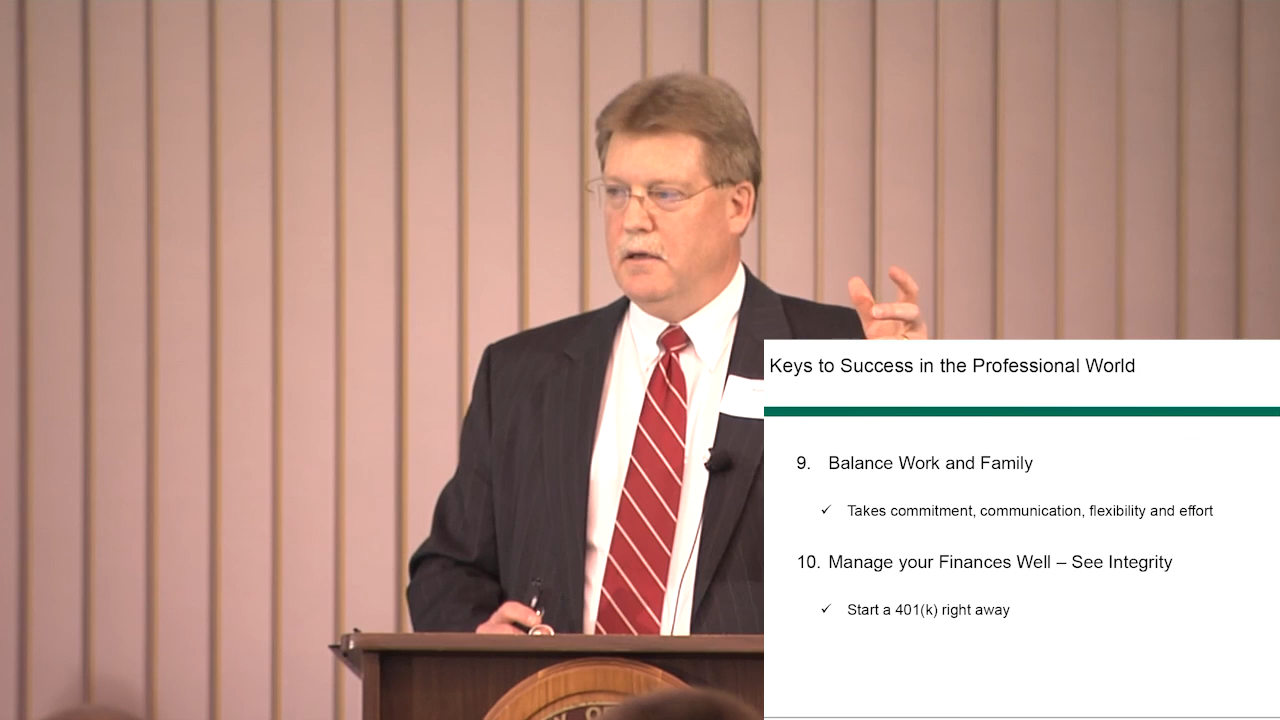 Keys to Success in the Professional World
9. Balance Work and Family
✓ Takes commitment, communication, flexibility and effort
10. Manage your Finances Well – See Integrity
✓ Start a 401(k) right away